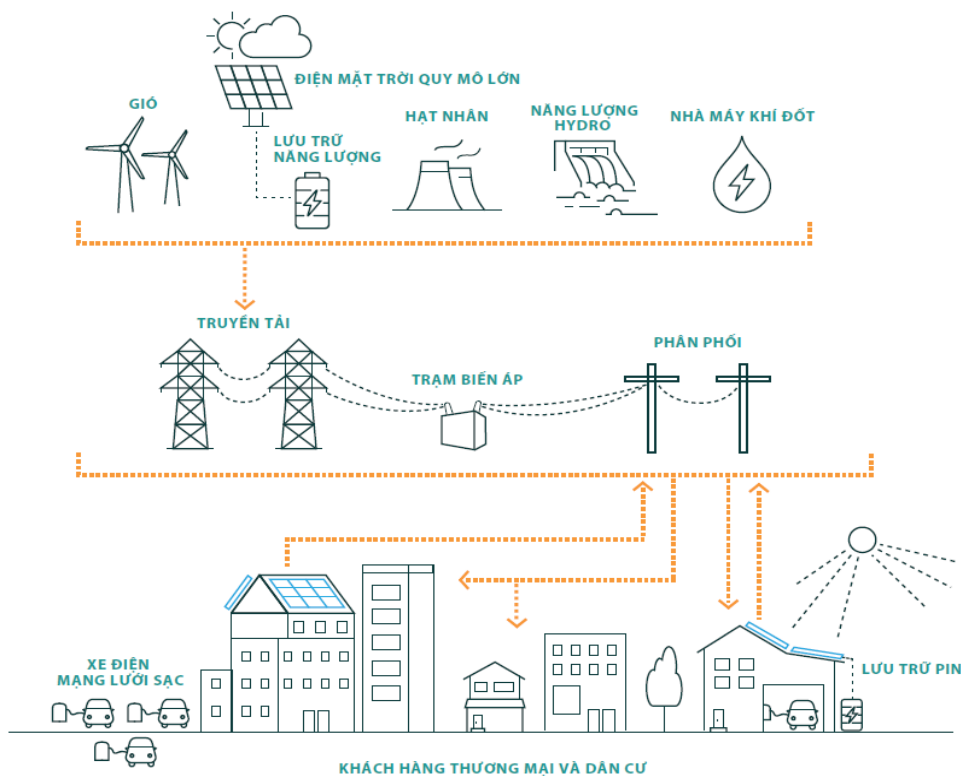 ĐIỆN MẶT TRỜI QUY MÔ LỚN
GIÓ
LƯU TRỮ
NĂNG LƯỢNG
HẠT NHÂN
NĂNG LƯỢNG
HYDRO
NHÀ MÁY KHÍ ĐỐT
TRUYỀN TẢI
TRẠM BIẾN ÁP
PHÂN PHỐI
XE ĐIỆN
MẠNG LƯỚI SẠC
LƯU TRỮ PIN
KHÁCH HÀNG THƯƠNG MẠI VÀ DÂN CƯ